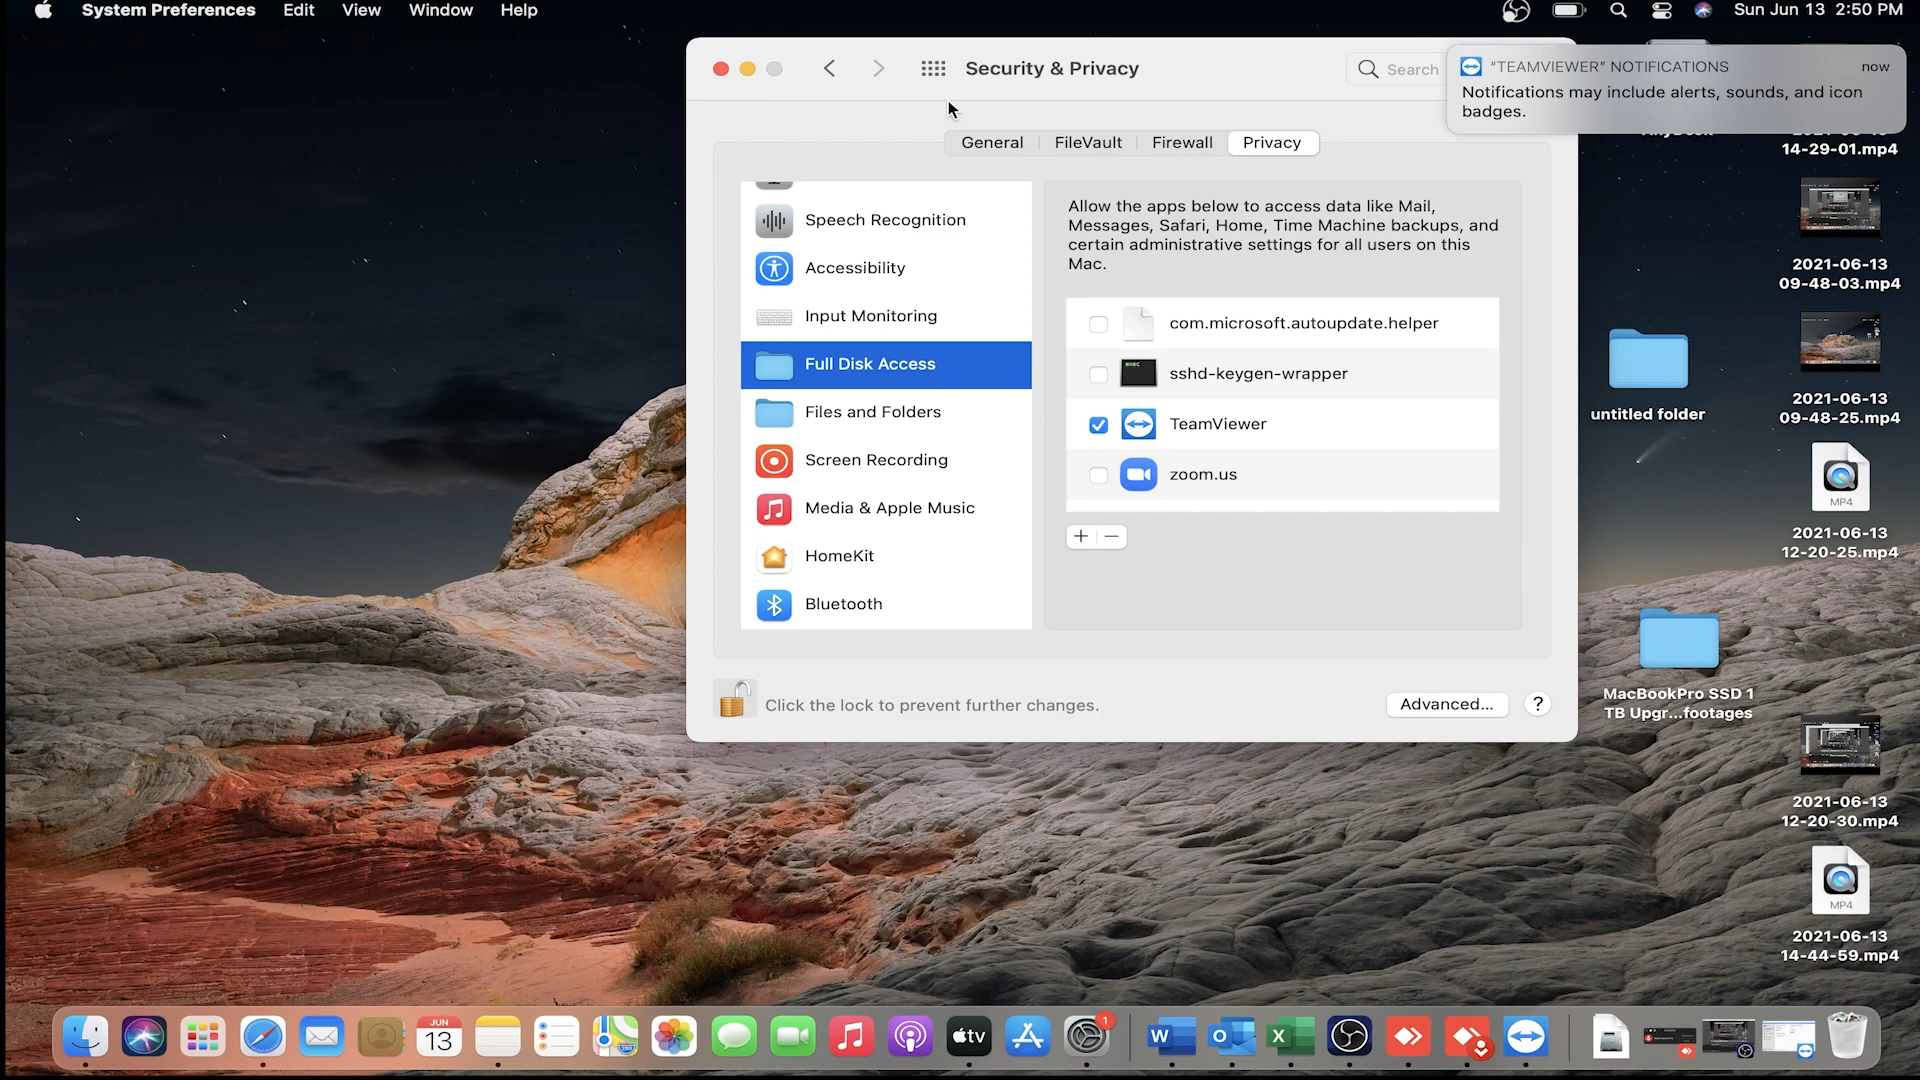 System Preferences Edit View Window Help
Sun Jun 13 2:50 PM
Security & Privacy
Search
"TEAMVIEWER" NOTIFICATIONS
now
Notifications may include alerts, sounds, and icon
badges.
General
FileVault
Firewall
Privacy
Speech Recognition
Accessibility
Input Monitoring
Full Disk Access
Files and Folders
Screen Recording
Media & Apple Music
HomeKit
Bluetooth
Allow the apps below to access data like Mail,
Messages, Safari, Home, Time Machine backups, and
certain administrative settings for all users on this
Mac.
com.microsoft.autoupdate.helper
exec
sshd-keygen-wrapper
TeamViewer
zoom.us
+ −
Click the lock to prevent further changes.
Advanced...
?
14-29-01.mp4
2021-06-13
09-48-03.mp4
untitled folder
2021-06-13
09-48-25.mp4
MP4
2021-06-13
12-20-25.mp4
MacBookPro SSD 1
TB Upgr...footages
2021-06-13
12-20-30.mp4
MP4
2021-06-13
14-44-59.mp4
JUN
13
tv
1
W
O
X